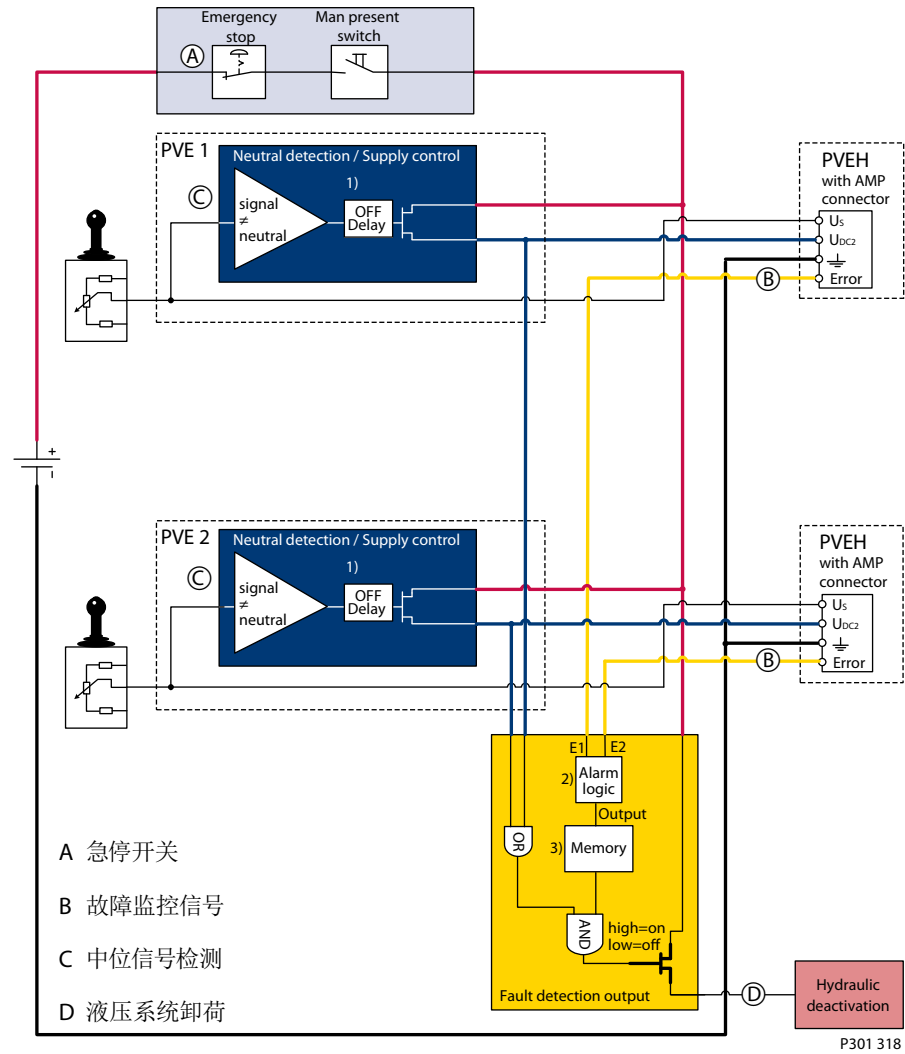 Emergency
stop
Man present
switch
A
PVE 1
Neutral detection / Supply control
1)
C
signal
≠
neutral
OFF
Delay
PVEH
with AMP
connector
Us
UDC2
Error
B
+
−
PVE 2
Neutral detection / Supply control
1)
C
signal
≠
neutral
OFF
Delay
PVEH
with AMP
connector
Us
UDC2
Error
B
E1
E2
2)
Alarm
logic
Output
OR
3)
Memory
AND
high=on
low=off
Fault detection output
D
Hydraulic
deactivation
A 急停开关
B 故障监控信号
C 中位信号检测
D 液压系统卸荷
P301 318